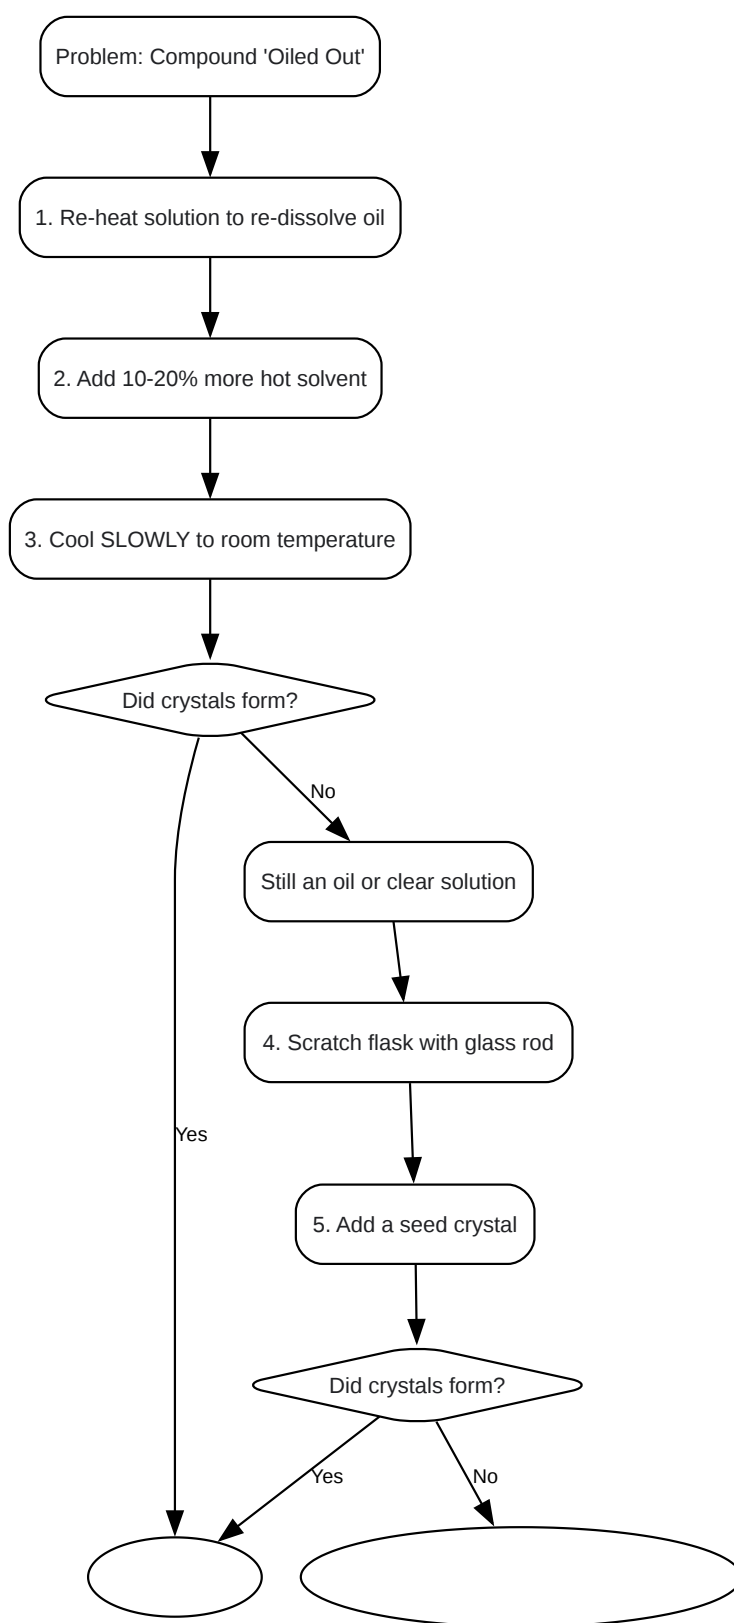 Problem: Compound 'Oiled Out'
1. Re-heat solution to re-dissolve oil
2. Add 10-20% more hot solvent
3. Cool SLOWLY to room temperature
Did crystals form?
No
Still an oil or clear solution
4. Scratch flask with glass rod
Yes
5. Add a seed crystal
Did crystals form?
Yes
No